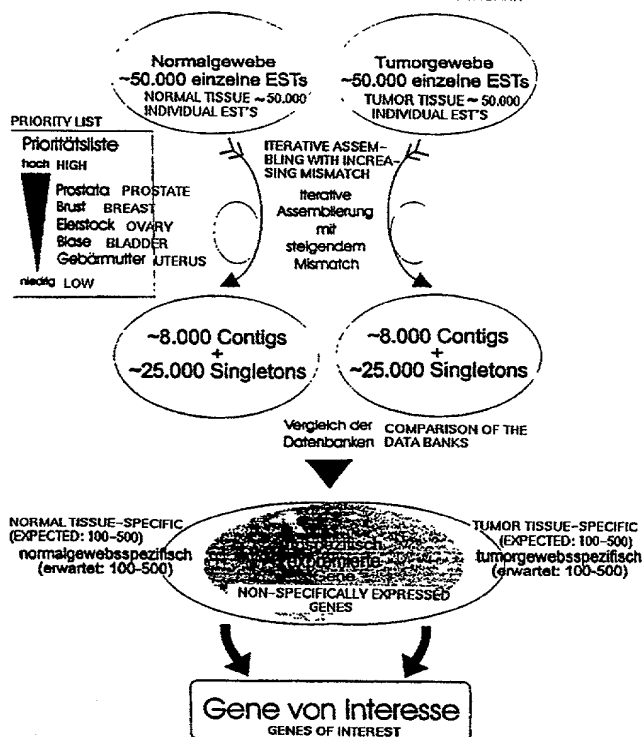 Normalgewebe
~50.000 einzelne ESTs
NORMAL TISSUE ~ 50.000
INDIVIDUAL EST'S
Tumorgewebe
~50.000 einzelne ESTs
TUMOR TISSUE ~ 50.000
INDIVIDUAL EST'S
PRIORITY LIST
Prioritätsliste
hoch HIGH
Prostata PROSTATE
Brust BREAST
Eierstock OVARY
Blase BLADDER
Gebärmutter UTERUS
niedrig LOW
ITERATIVE ASSEM-
BLING WITH INCREA-
SING MISMATCH
Iterative
Assemblierung
mit
steigendem
Mismatch
~8.000 Contigs
+
~25.000 Singletons
~8.000 Contigs
+
~25.000 Singletons
Vergleich der
Datenbanken
COMPARISON OF THE
DATA BANKS
NORMAL TISSUE-SPECIFIC
(EXPECTED: 100-500)
normalgewebsspezifisch
(erwartet: 100-500)
exprimierte
Gene
NON-SPECIFICALLY EXPRESSED
GENES
TUMOR TISSUE-SPECIFIC
(EXPECTED: 100-500)
tumorgewebsspezifisch
(erwartet: 100-500)
Gene von Interesse
GENES OF INTEREST